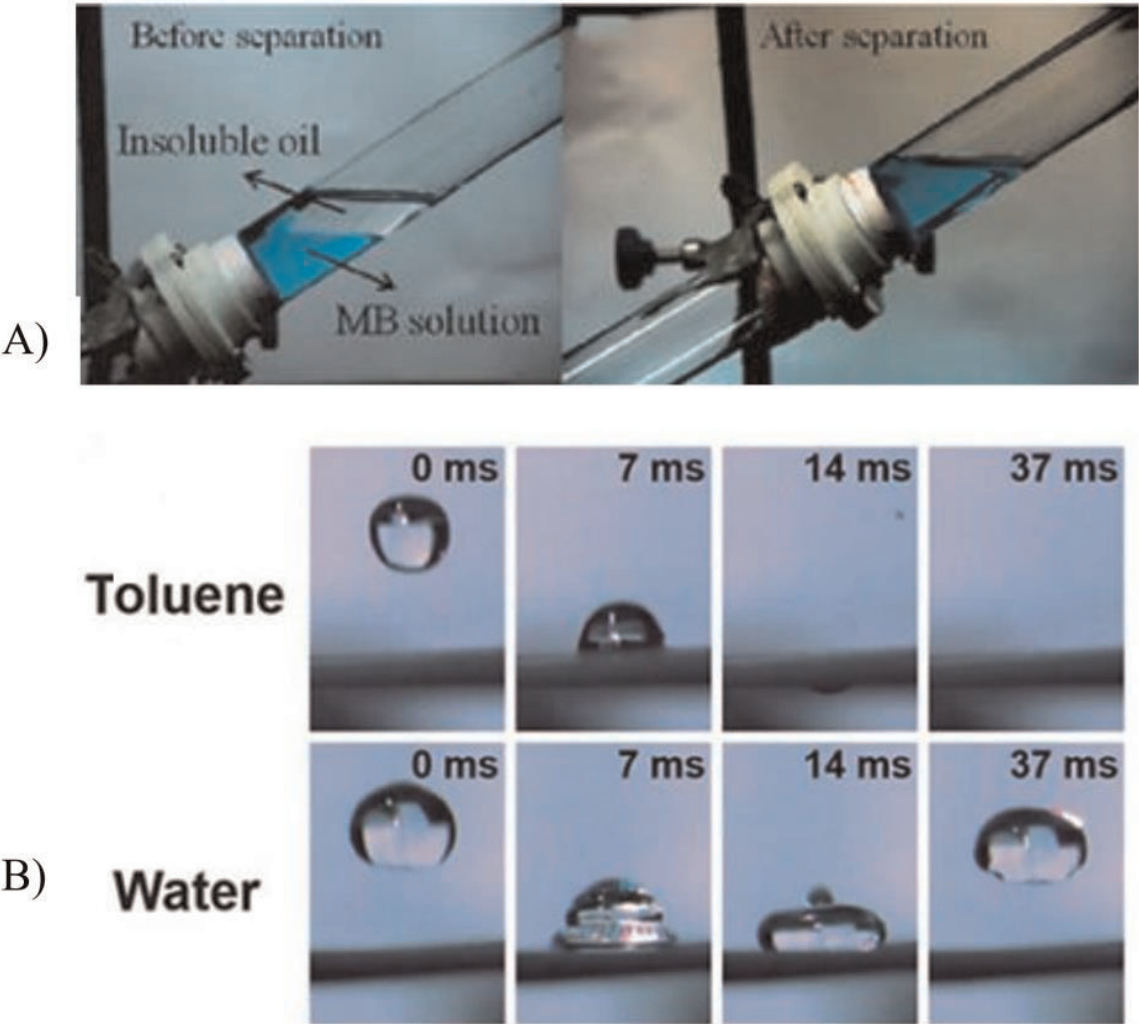 Before separation
After separation
Insoluble oil
MB solution
A)
0 ms
7 ms
14 ms
37 ms
Toluene
0 ms
7 ms
14 ms
37 ms
B)
Water